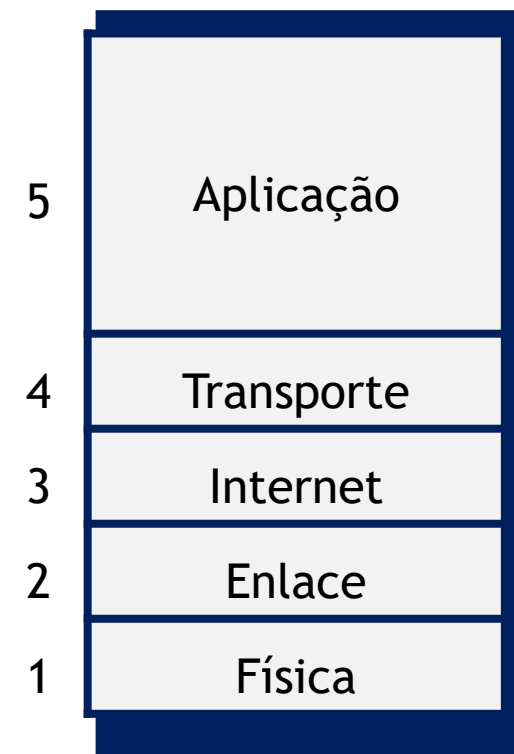 5 Aplicação
4 Transporte
3 Internet
2 Enlace
1 Física